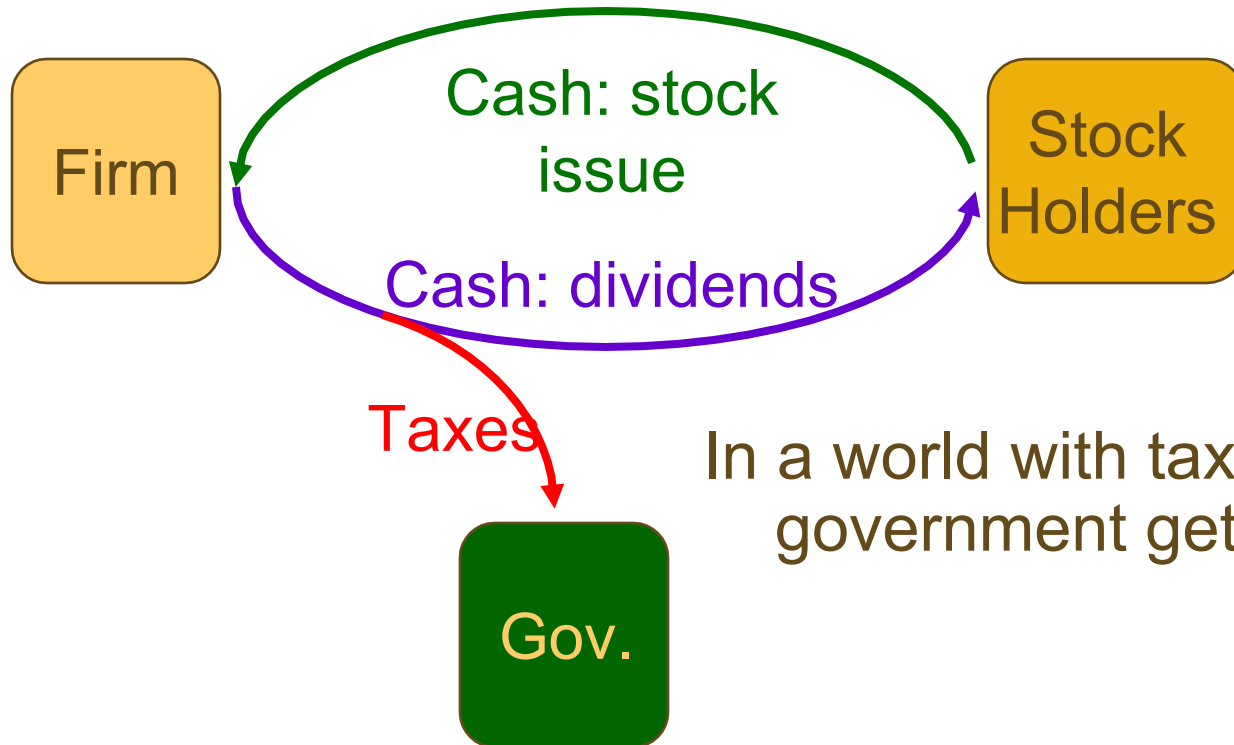 Firm
Cash: stock
issue
Stock
Holders
Cash: dividends
Taxes
In a world with tax
government get
Gov.